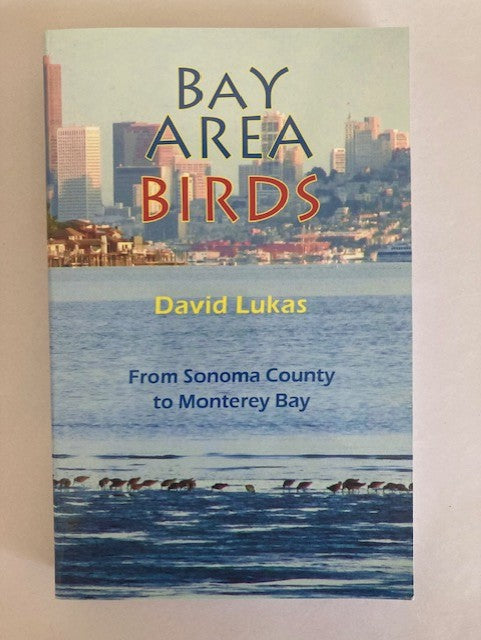 BAY
AREA
BIRDS
David Lukas
From Sonoma County
to Monterey Bay